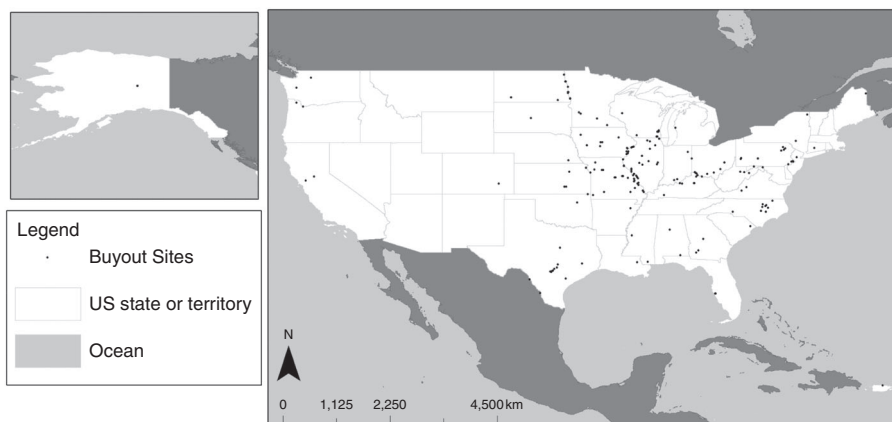 Legend
Buyout Sites
US state or territory
Ocean
N
0 1,125 2,250 4,500 km